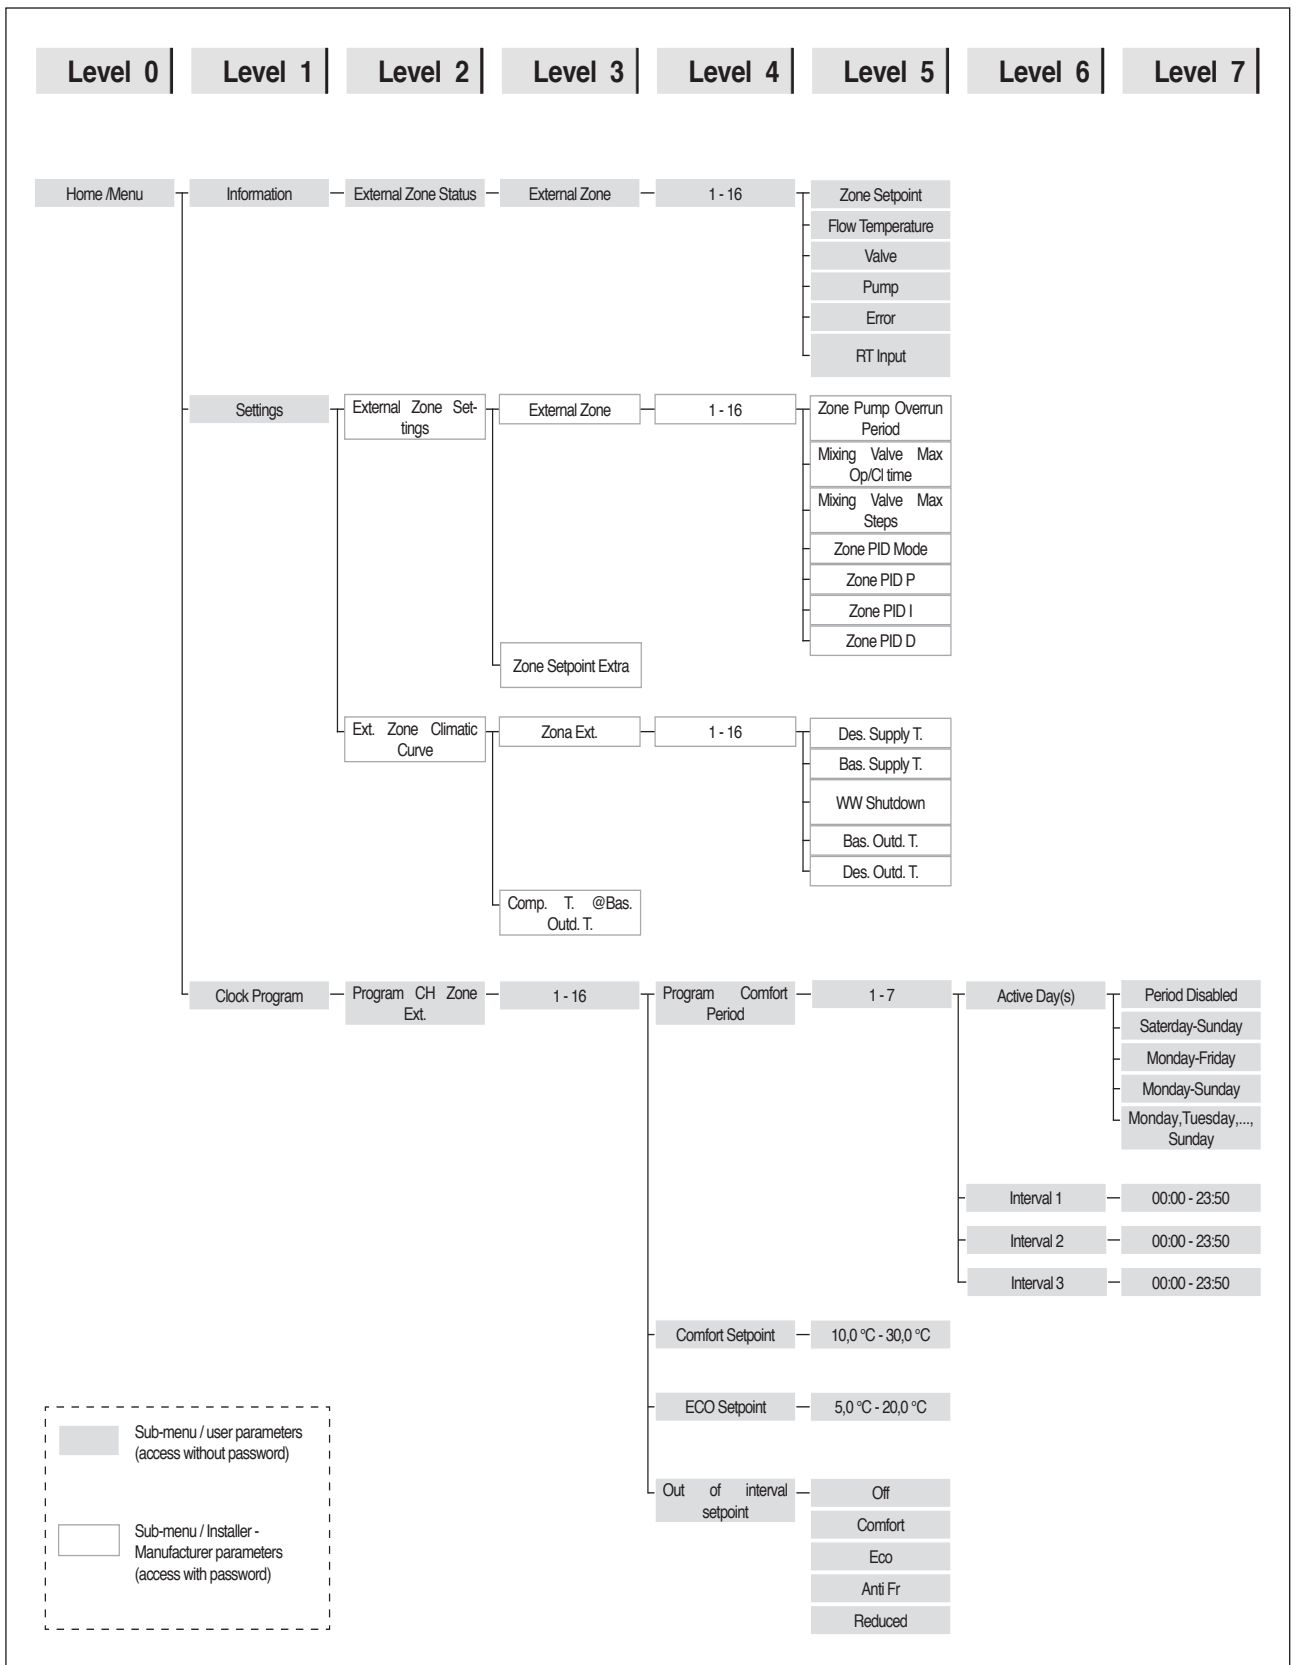 Level 0 Level 1 Level 2 Level 3 Level 4 Level 5 Level 6 Level 7
Home /Menu Information External Zone Status External Zone 1 - 16 Zone Setpoint
Flow Temperature
Valve
Pump
Error
RT Input
Settings
External Zone Set-
tings
External Zone
1 - 16
Zone Pump Overrun
Period
Mixing Valve Max
Op/Cl time
Mixing Valve Max
Steps
Zone PID Mode
Zone PID P
Zone PID I
Zone PID D
Zone Setpoint Extra
Ext. Zone Climatic
Curve
Zona Ext.
1 - 16
Des. Supply T.
Bas. Supply T.
WW Shutdown
Bas. Outd. T.
Des. Outd. T.
Comp. T. @Bas.
Outd. T.
Clock Program
Program CH Zone
Ext.
1 - 16
Program Comfort
Period
1 - 7
Active Day(s)
Period Disabled
Saterday-Sunday
Monday-Friday
Monday-Sunday
Monday,Tuesday,...,
Sunday
Interval 1 00:00 - 23:50
Interval 2 00:00 - 23:50
Interval 3 00:00 - 23:50
Comfort Setpoint 10,0 °C - 30,0 °C
ECO Setpoint 5,0 °C - 20,0 °C
Out of interval
setpoint
Off
Comfort
Eco
Anti Fr
Reduced
Sub-menu / user parameters
(access without password)
Sub-menu / Installer -
Manufacturer parameters
(access with password)